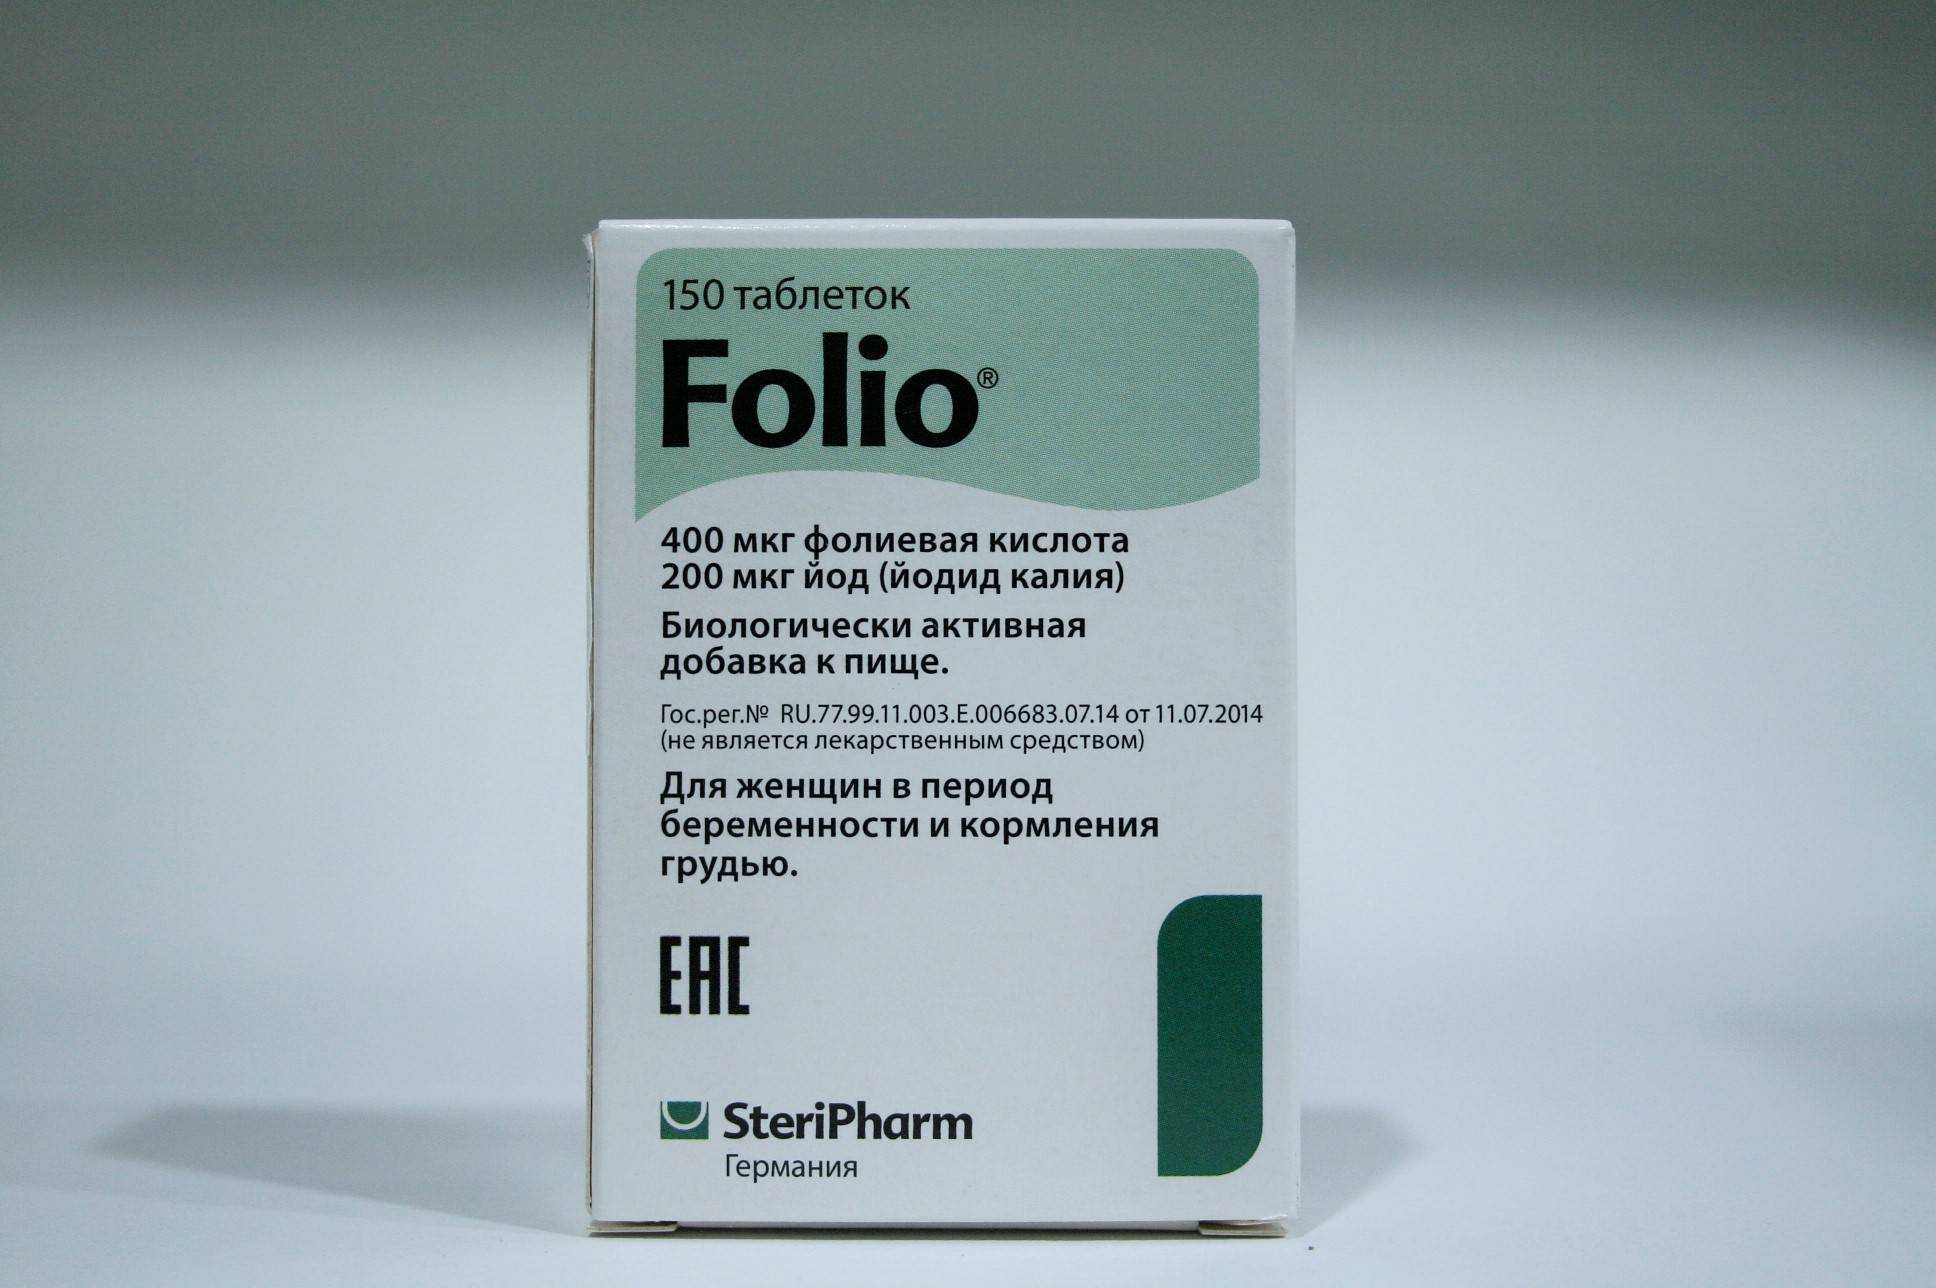 150 таблеток
Folio®
400 мкг фолиевая кислота
200 мкг йод (йодид калия)
Биологически активная
добавка к пище.
Гос.рег.№ RU.77.99.11.003.Е.006683.07.14 от 11.07.2014
(не является лекарственным средством)
Для женщин в период
беременности и кормления
грудью.
EAC
SteriPharm
Германия